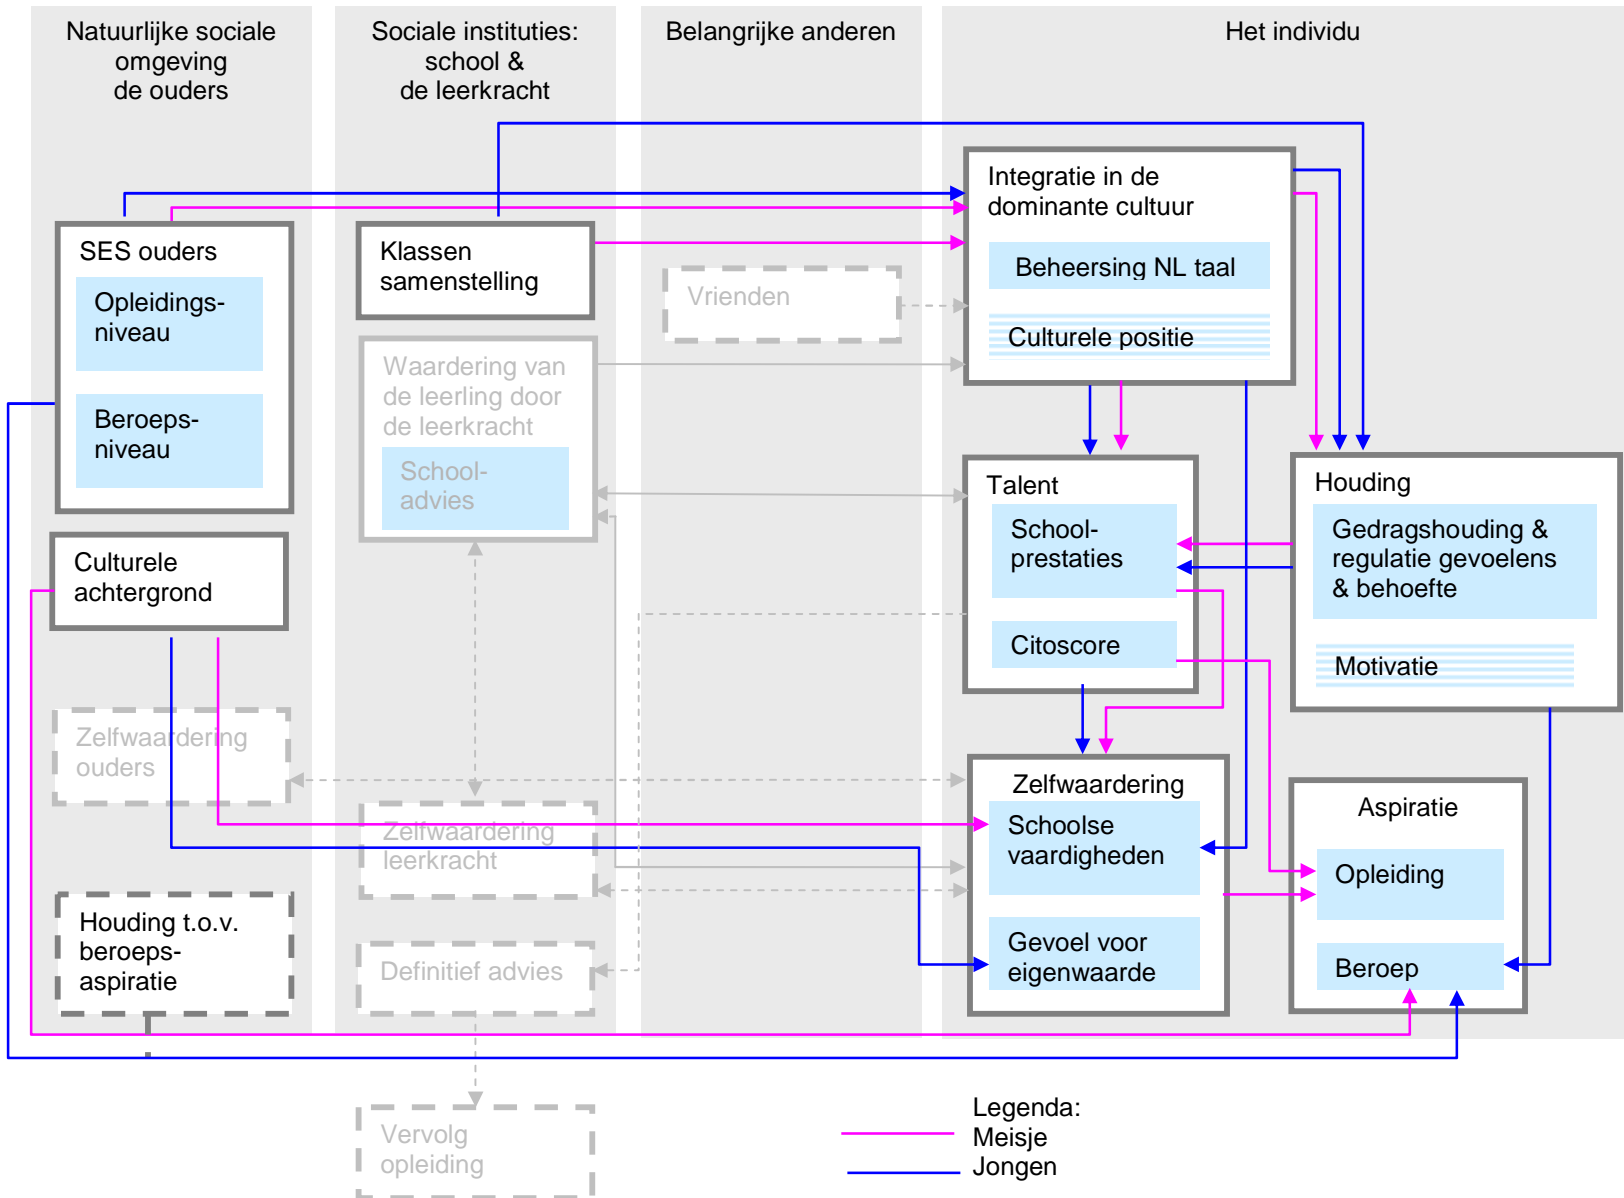 Natuurlijke sociale
omgeving
de ouders
Sociale instituties:
school &
de leerkracht
Belangrijke anderen
Het individu
SES ouders
Opleidings-
niveau
Beroeps-
niveau
Culturele
achtergrond
Zelfwaardering
ouders
Houding t.o.v.
beroeps-
aspiratie
Klassen
samenstelling
Waardering van
de leerling door
de leerkracht
School-
advies
Zelfwaardering
leerkracht
Definitief advies
Vervolg
opleiding
Vrienden
Integratie in de
dominante cultuur
Beheersing NL taal
Culturele positie
Talent
School-
prestaties
Citoscore
Houding
Gedragshouding &
regulatie gevoelens
& behoefte
Motivatie
Zelfwaardering
Schoolse
vaardigheden
Gevoel voor
eigenwaarde
Aspiratie
Opleiding
Beroep
Legenda:
Meisje
Jongen